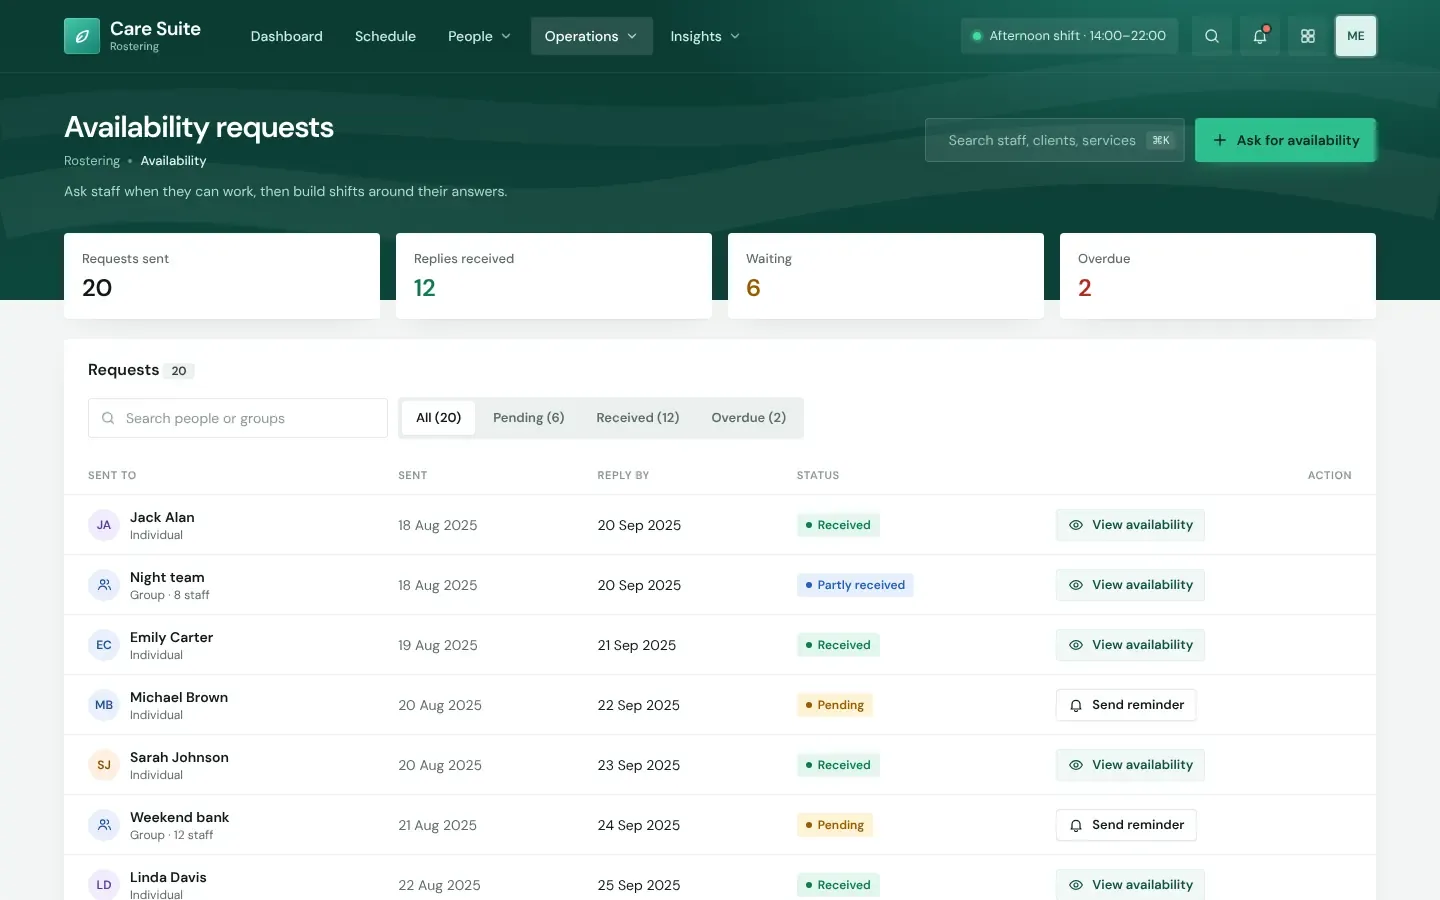 Care Suite
Rostering
Dashboard
Schedule
People
Operations
Insights
Afternoon shift · 14:00–22:00
ME
Availability requests
Rostering • Availability
Ask staff when they can work, then build shifts around their answers.
Search staff, clients, services ⌘K
Ask for availability
Requests sent
20
Replies received
12
Waiting
6
Overdue
2
Requests 20
Search people or groups
All (20)
Pending (6)
Received (12)
Overdue (2)
SENT TO SENT REPLY BY STATUS ACTION
JA Jack Alan
Individual
18 Aug 2025
20 Sep 2025
Received
View availability
Night team
Group · 8 staff
18 Aug 2025
20 Sep 2025
Partly received
View availability
EC Emily Carter
Individual
19 Aug 2025
21 Sep 2025
Received
View availability
MB Michael Brown
Individual
20 Aug 2025
22 Sep 2025
Pending
Send reminder
SJ Sarah Johnson
Individual
20 Aug 2025
23 Sep 2025
Received
View availability
Weekend bank
Group · 12 staff
21 Aug 2025
24 Sep 2025
Pending
Send reminder
LD Linda Davis
Individual
22 Aug 2025
25 Sep 2025
Received
View availability